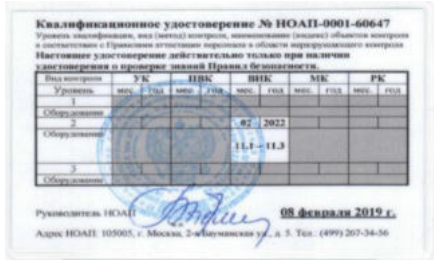 Квалификационное удостоверение № НОАП-0001-60647
Уровень квалификации, вид (метод) контроля, наименование (индекс) объектов контроля
в соответствии с Правилами аттестации персонала в области неразрушающего контроля
Настоящее удостоверение действительно только при наличии
удостоверения о проверке знаний Правил безопасности.
Вид контроля УК ПВК ВИК МК РК
Уровень мес. год мес. год мес. год мес. год мес. год
1
Оборудование
2 02 2022
Оборудование
11.1 – 11.3
3
Оборудование
Руководитель НОАП 08 февраля 2019 г.
Адрес НОАП: 105005, г. Москва, 2-я Бауманская ул., д. 5. Тел.: (499) 267-34-56